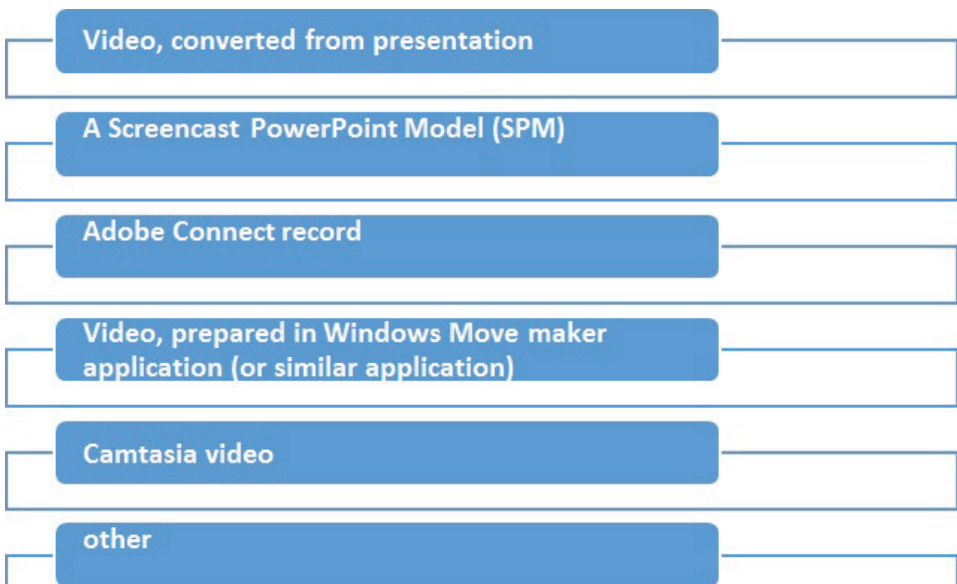 Video, converted from presentation
A Screencast PowerPoint Model (SPM)
Adobe Connect record
Video, prepared in Windows Move maker
application (or similar application)
Camtasia video
other